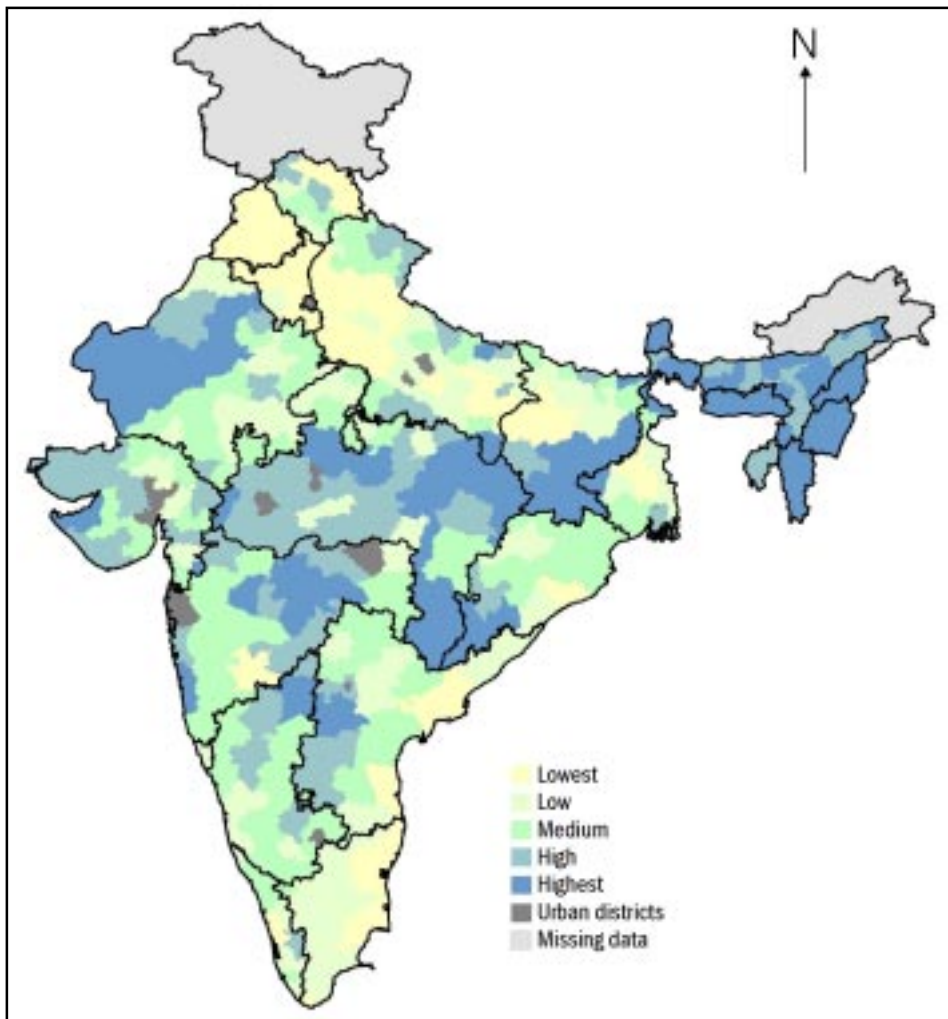 N
Lowest
Low
Medium
High
Highest
Urban districts
Missing data